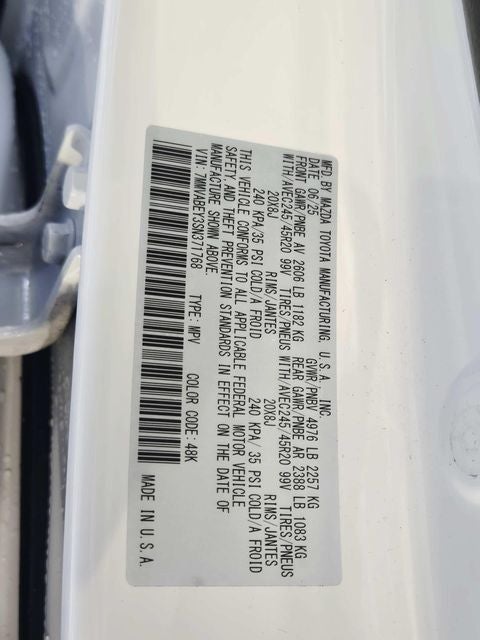 MFD BY MAZDA TOYOTA MANUFACTURING, U.S.A., INC.
DATE 06/25 GVWR/PNBV 4976 LB 2257 KG
FRONT GAWR/PNBE AV 2606 LB 1182 KG REAR GAWR/PNBE AR 2388 LB 1083 KG
WITH/AVEC245/45R20 99V TIRES/PNEUS WITH/AVEC245/45R20 99V TIRES/PNEUS
20X8J RIMS/JANTES 20X8J RIMS/JANTES
240 KPA/35 PSI COLD/A FROID 240 KPA/ 35 PSI COLD/A FROID
THIS VEHICLE CONFORMS TO ALL APPLICABLE FEDERAL MOTOR VEHICLE
SAFETY AND THEFT PREVENTION STANDARDS IN EFFECT ON THE DATE OF
MANUFACTURE SHOWN ABOVE.
VIN: 7MMVABEY3SN371768 TYPE: MPV COLOR CODE: 48K
MADE IN U.S.A.